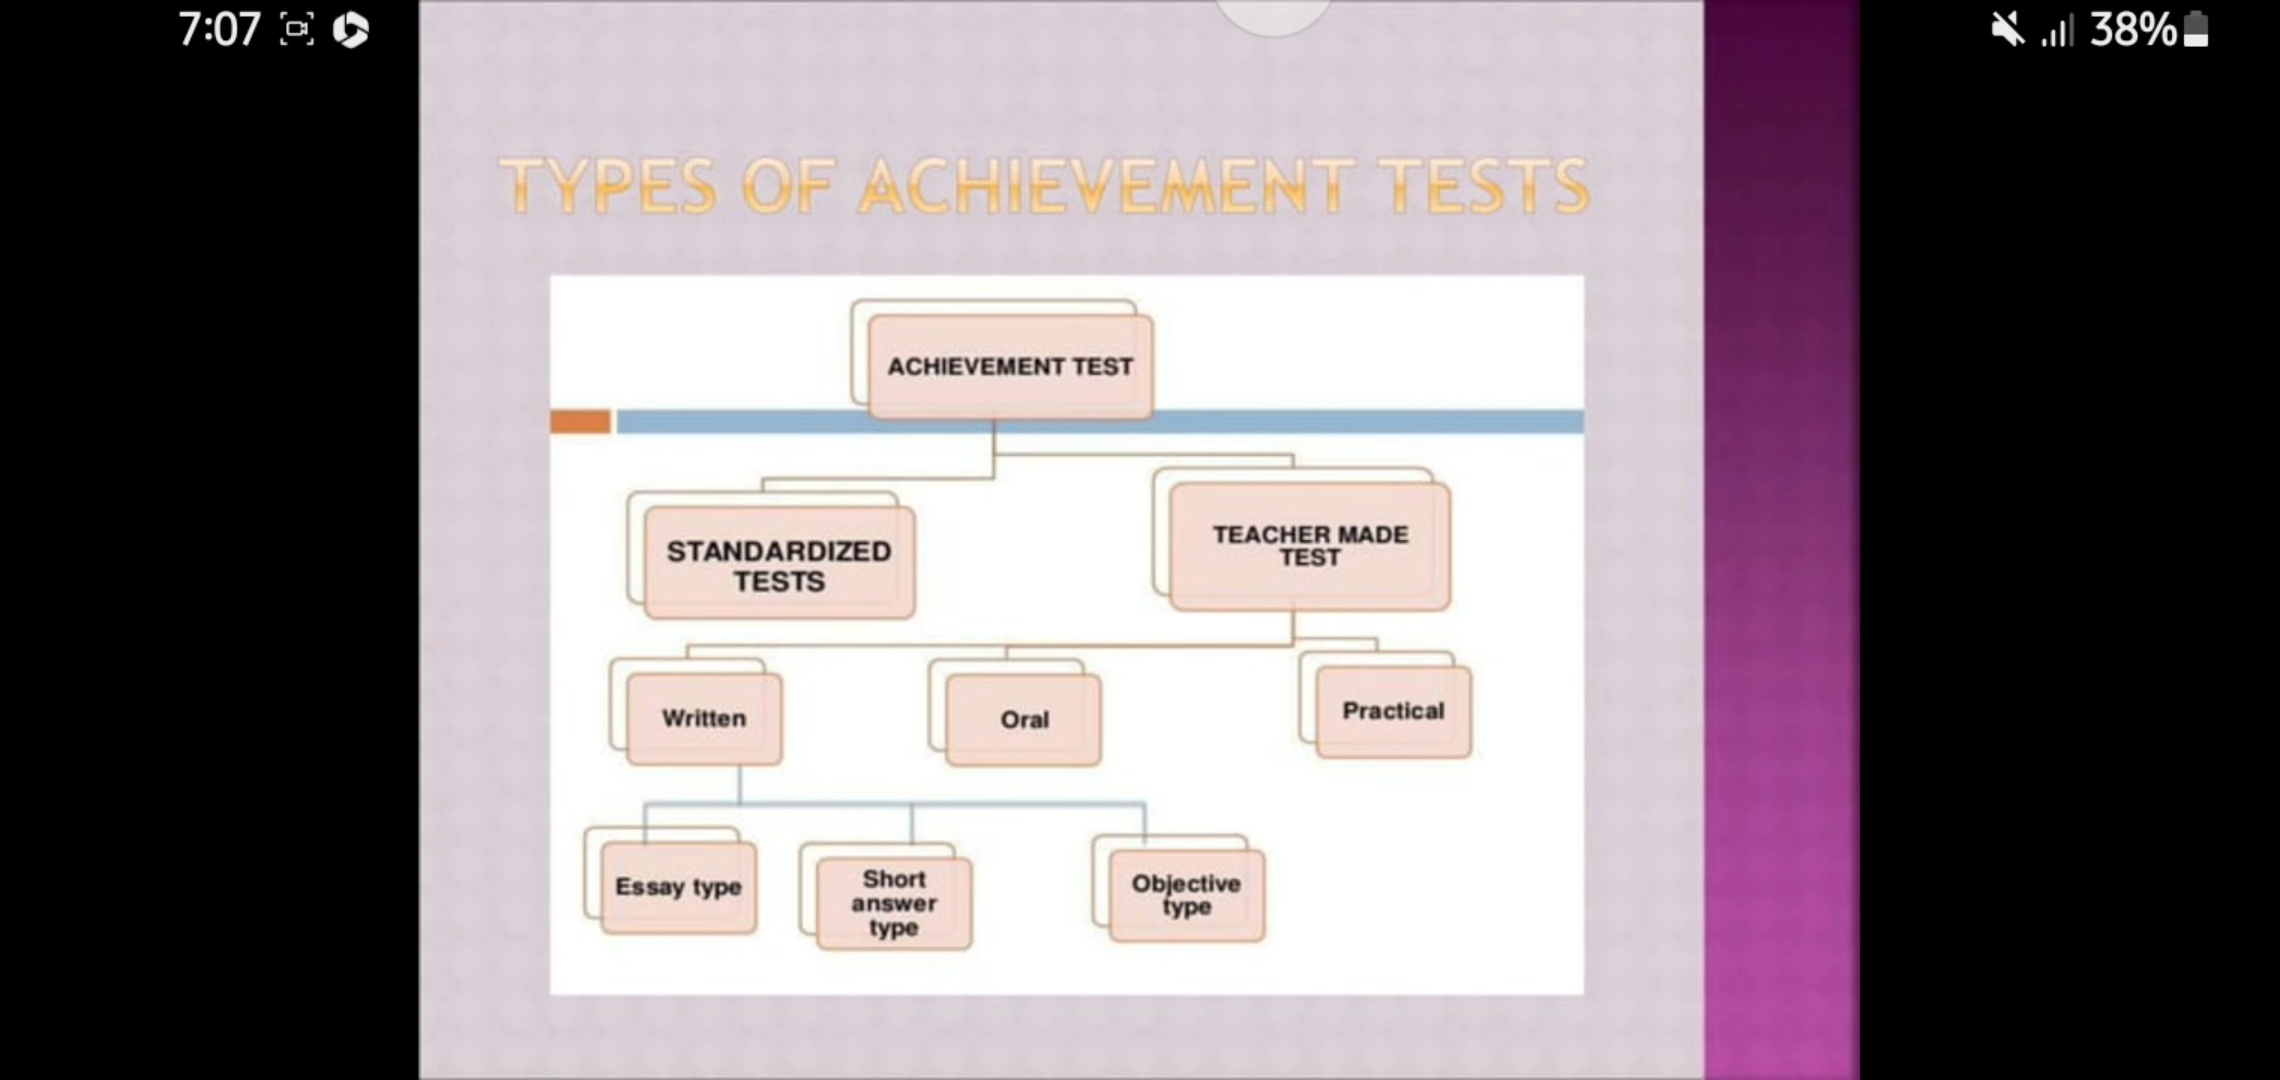 7:07
38%
TYPES OF ACHIEVEMENT TESTS
ACHIEVEMENT TEST
STANDARDIZED
TESTS
TEACHER MADE
TEST
Written
Oral
Practical
Essay type
Short
answer
type
Objective
type